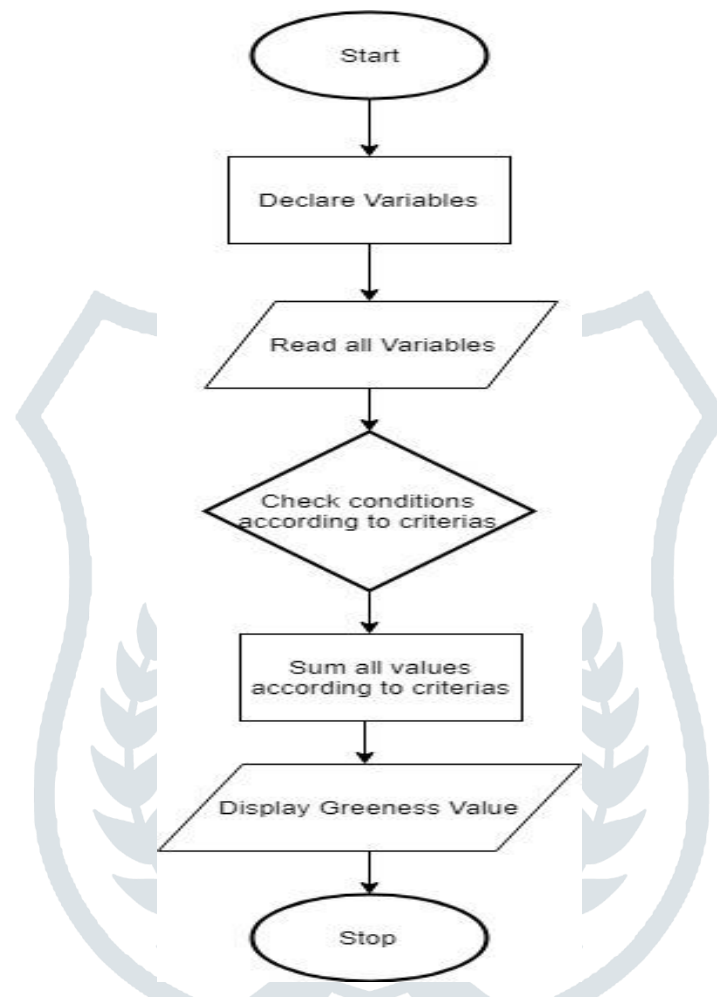 Start
Declare Variables
Read all Variables
Check conditions
according to criterias
Sum all values
according to criterias
Display Greeness Value
Stop